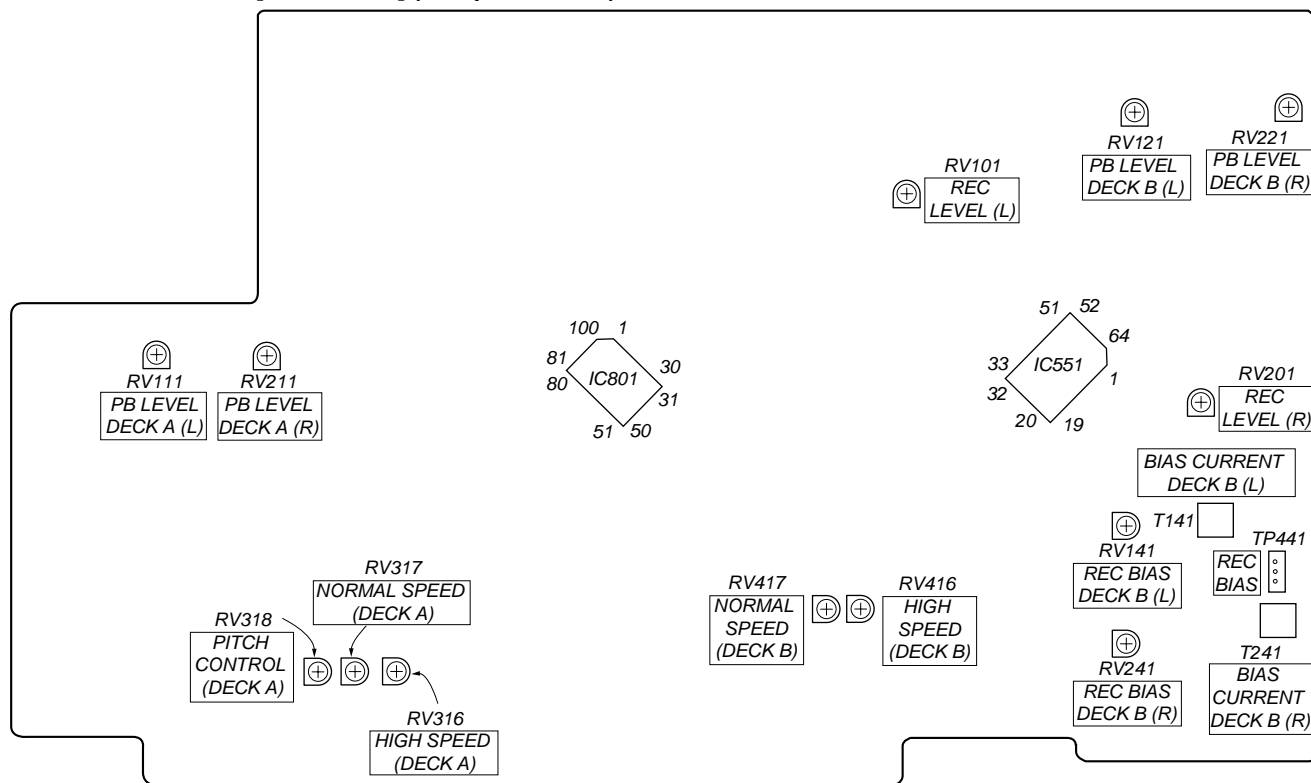 RV121
PB LEVEL
DECK B (L)
RV221
PB LEVEL
DECK B (R)
RV101
REC
LEVEL (L)
51
52
64
1
33
32
20
19
IC551
100
1
81
80
30
31
51
50
IC801
RV111
PB LEVEL
DECK A (L)
RV211
PB LEVEL
DECK A (R)
RV201
REC
LEVEL (R)
BIAS CURRENT
DECK B (L)
T141
TP441
REC
BIAS
RV141
REC BIAS
DECK B (L)
RV317
NORMAL SPEED
(DECK A)
RV318
PITCH
CONTROL
(DECK A)
RV316
HIGH SPEED
(DECK A)
RV417
NORMAL
SPEED
(DECK B)
RV416
HIGH
SPEED
(DECK B)
RV241
REC BIAS
DECK B (R)
T241
BIAS
CURRENT
DECK B (R)